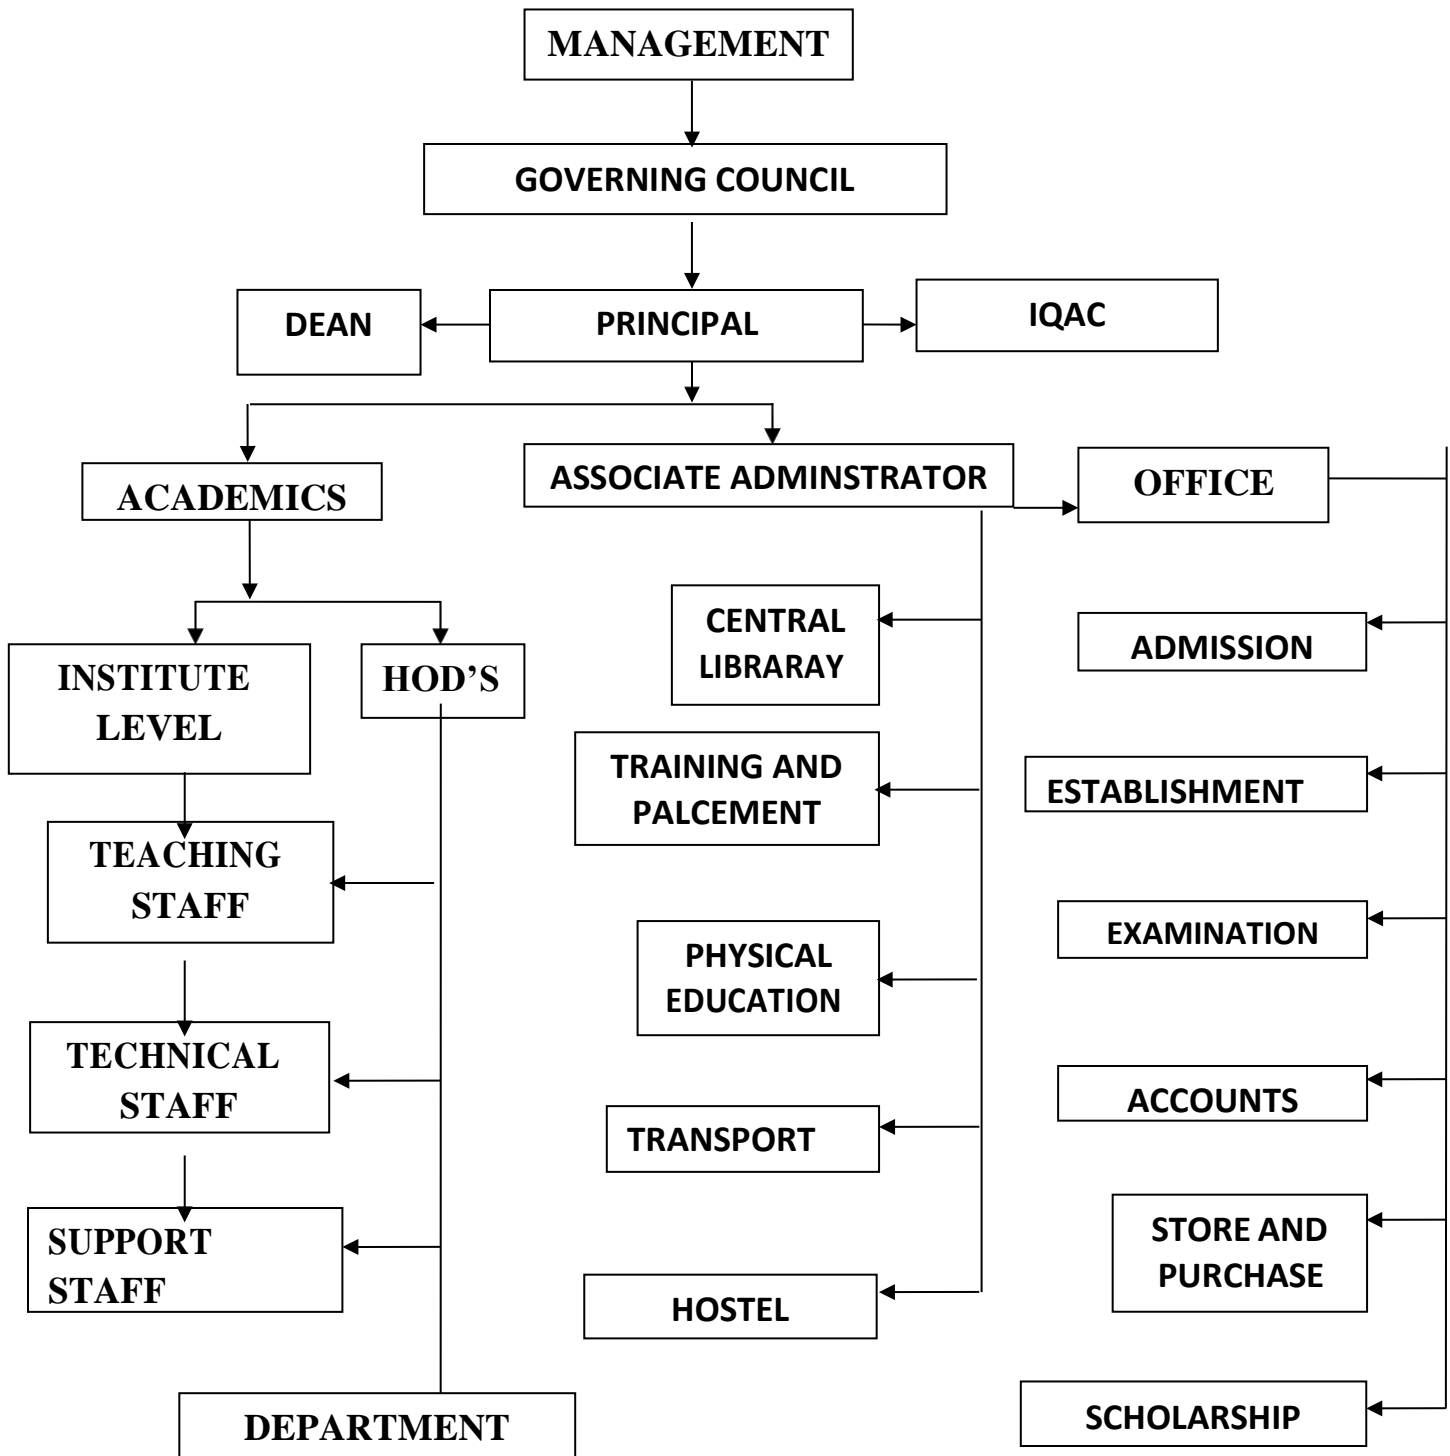 MANAGEMENT
GOVERNING COUNCIL
DEAN
PRINCIPAL
IQAC
ACADEMICS
ASSOCIATE ADMINSTRATOR
OFFICE
INSTITUTE
LEVEL
HOD’S
CENTRAL
LIBRARAY
ADMISSION
TRAINING AND
PALCEMENT
ESTABLISHMENT
TEACHING
STAFF
PHYSICAL
EDUCATION
EXAMINATION
TECHNICAL
STAFF
TRANSPORT
ACCOUNTS
SUPPORT
STAFF
HOSTEL
STORE AND
PURCHASE
DEPARTMENT
SCHOLARSHIP